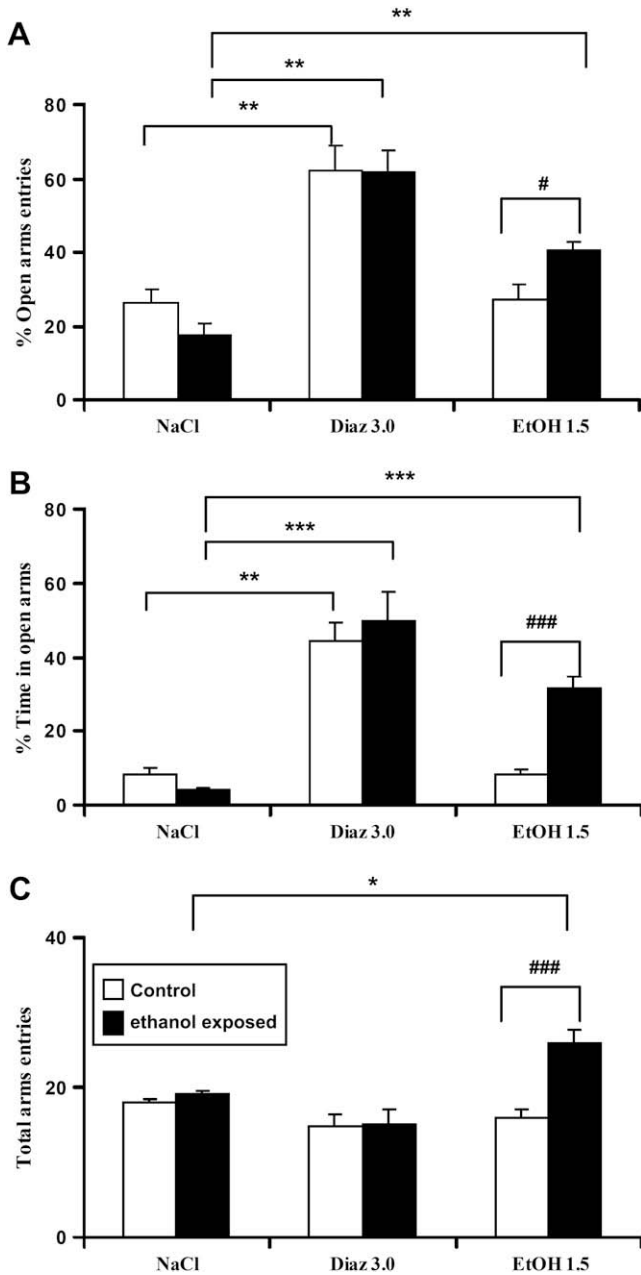 A
**
**
**
80
60
40
20
0
#
% Open arms entries
NaCl
Diaz 3.0
EtOH 1.5
B
***
***
**
80
60
40
20
0
###
% Time in open arms
NaCl
Diaz 3.0
EtOH 1.5
C
*
40
20
0
###
Control
ethanol exposed
Total arms entries
NaCl
Diaz 3.0
EtOH 1.5